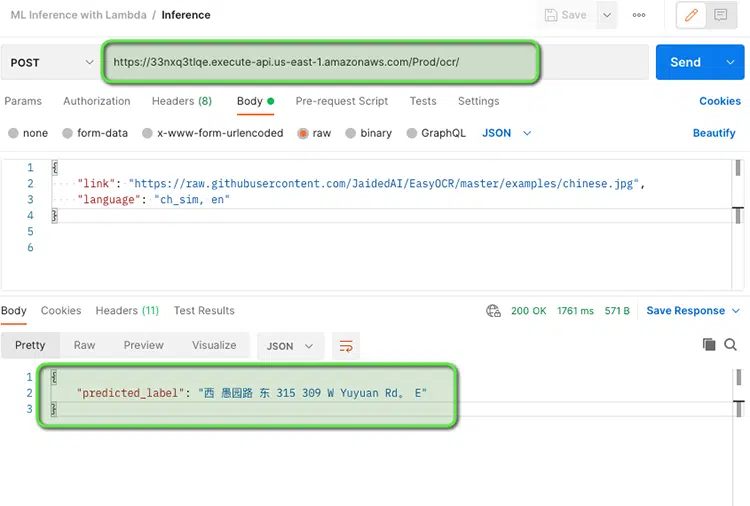 ML Inference with Lambda / Inference
Save
POST
https://33nxq3tlqe.execute-api.us-east-1.amazonaws.com/Prod/ocr/
Send
Params Authorization Headers (8) Body Pre-request Script Tests Settings Cookies
none form-data x-www-form-urlencoded raw binary GraphQL JSON Beautify
1 {
2 "link": "https://raw.githubusercontent.com/JaidedAI/EasyOCR/master/examples/chinese.jpg",
3 "language": "ch_sim, en"
4 }
5
6
Body Cookies Headers (11) Test Results 200 OK 1761 ms 571 B Save Response
Pretty Raw Preview Visualize JSON
1 {
2 "predicted_label": "西 愚园路 东 315 309 W Yuyuan Rd。 E"
3 }